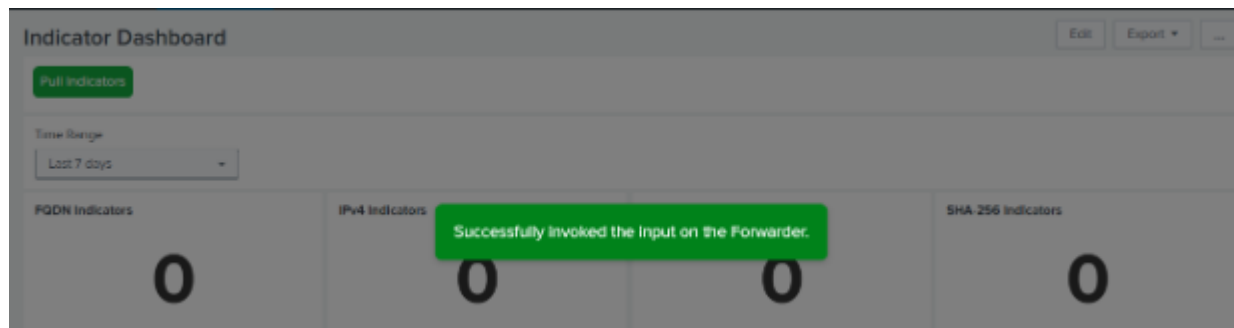 Indicator Dashboard
Edit
Export
...
Pull Indicators
Time Range
Last 7 days
FQDN Indicators
IPv4 Indicators
SHA-256 Indicators
Successfully invoked the input on the Forwarder.
0
0
0
0